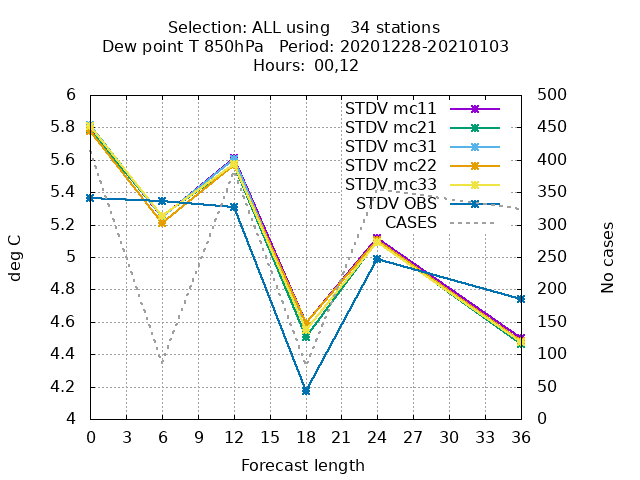 Selection: ALL using    34 stations
Dew point T 850hPa   Period: 20201228-20210103
Hours:  00,12
STDV mc11
STDV mc21
STDV mc31
STDV mc22
STDV mc33
STDV OBS
CASES
6
5.8
5.6
5.4
5.2
5
4.8
4.6
4.4
4.2
4
500
450
400
350
300
250
200
150
100
50
0
deg C
No cases
0 3 6 9 12 15 18 21 24 27 30 33 36
Forecast length